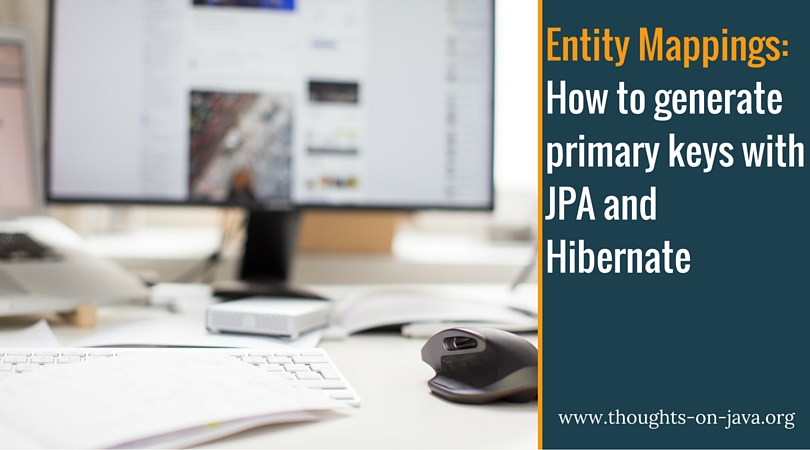 Entity Mappings:
How to generate
primary keys with
JPA and
Hibernate
www.thoughts-on-java.org